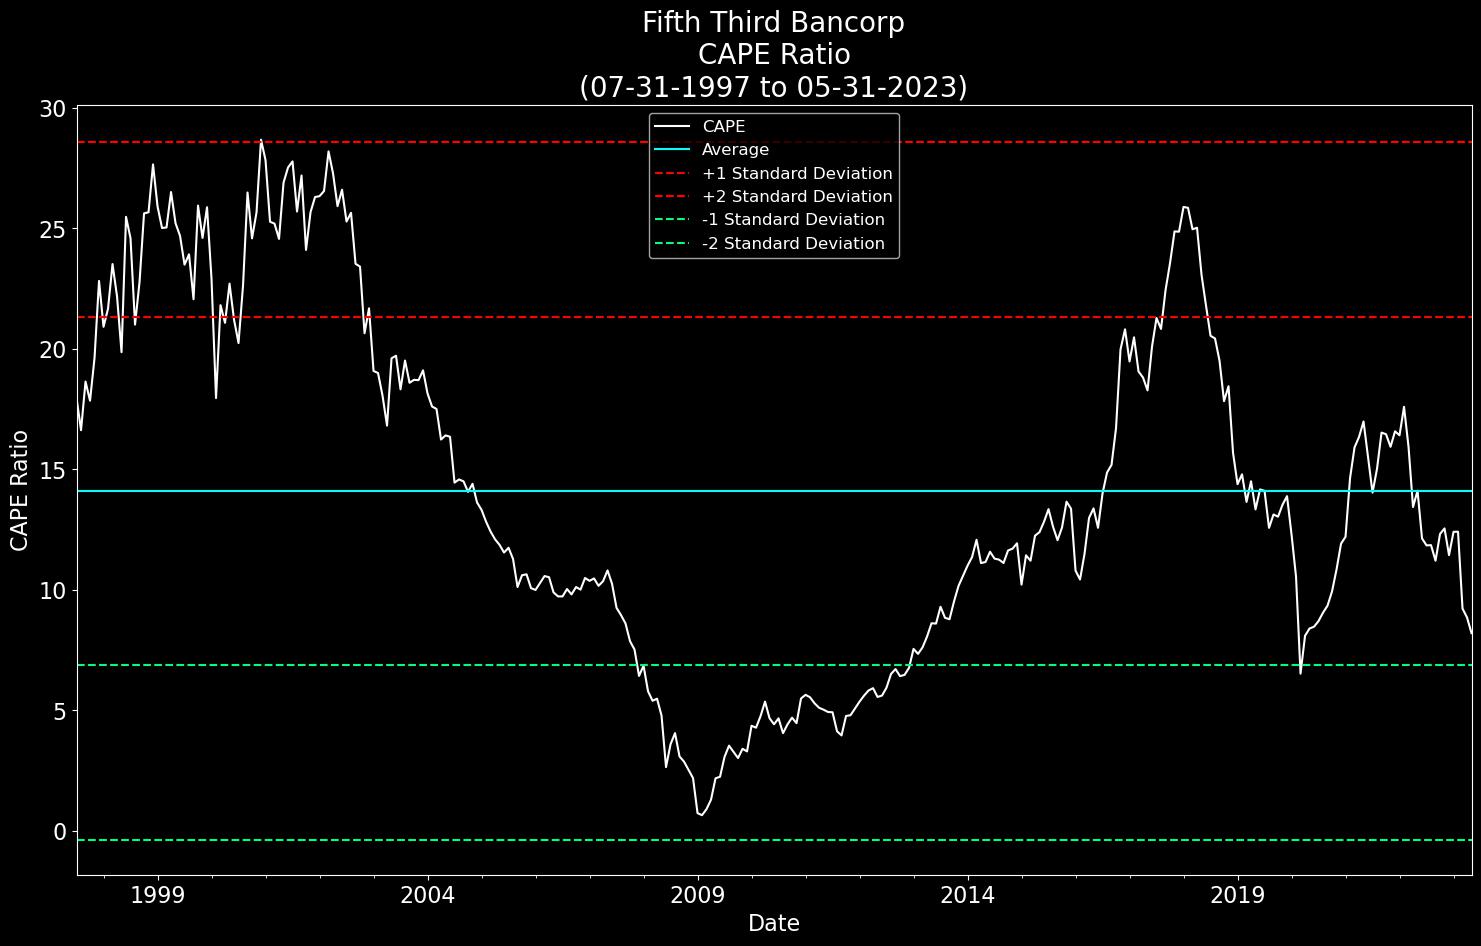 Fifth Third Bancorp
CAPE Ratio
(07-31-1997 to 05-31-2023)
CAPE
Average
+1 Standard Deviation
+2 Standard Deviation
-1 Standard Deviation
-2 Standard Deviation
30
25
20
15
10
5
0
CAPE Ratio
1999
2004
2009
2014
2019
Date